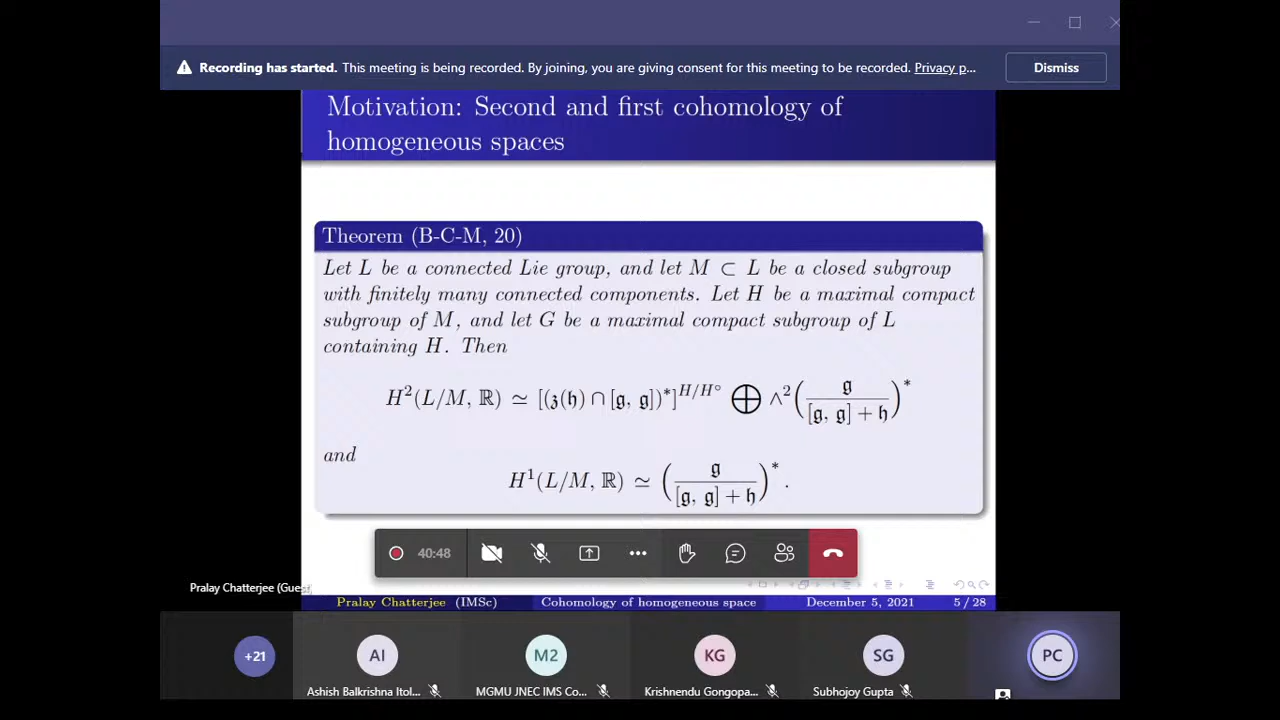 Recording has started. This meeting is being recorded. By joining, you are giving consent for this meeting to be recorded. Privacy p... Dismiss
Motivation: Second and first cohomology of
homogeneous spaces
Theorem (B-C-M, 20)
Let L be a connected Lie group, and let M ⊂ L be a closed subgroup
with finitely many connected components. Let H be a maximal compact
subgroup of M, and let G be a maximal compact subgroup of L
containing H. Then
H²(L/M, ℝ) ≃ [(𝔷(𝔥) ∩ [𝔤, 𝔤])*]^{H/H°} ⊕ ∧²(𝔤 / ([𝔤, 𝔤] + 𝔥))*
and
H¹(L/M, ℝ) ≃ (𝔤 / ([𝔤, 𝔤] + 𝔥))*.
40:48
Pralay Chatterjee (Guest)
Pralay Chatterjee (IMSc) Cohomology of homogeneous space December 5, 2021 5 / 28
+21 AI M2 KG SG PC
Ashish Balkrishna Itol... MGMU JNEC IMS Co... Krishnendu Gongopa... Subhojoy Gupta